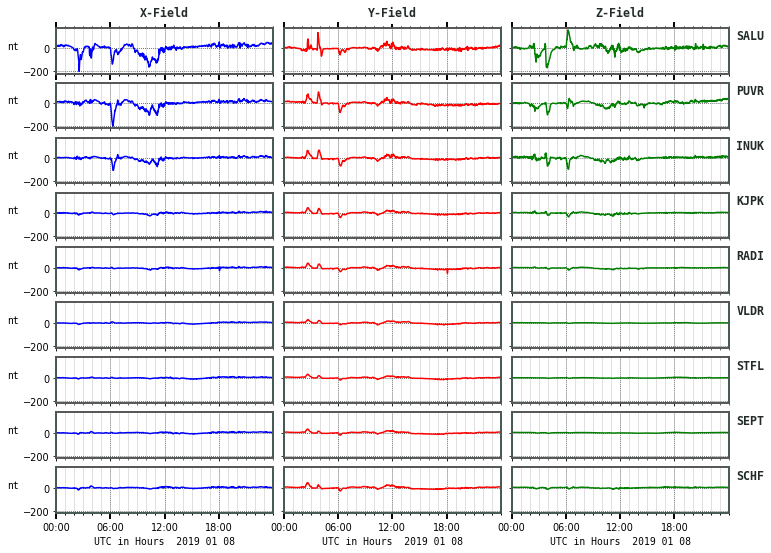 X-Field Y-Field Z-Field
nt 0 −200 SALU
nt 0 −200 PUVR
nt 0 −200 INUK
nt 0 −200 KJPK
nt 0 −200 RADI
nt 0 −200 VLDR
nt 0 −200 STFL
nt 0 −200 SEPT
nt 0 −200 SCHF
00:00 06:00 12:00 18:00 00:00 06:00 12:00 18:00 00:00 06:00 12:00 18:00
UTC in Hours 2019 01 08 UTC in Hours 2019 01 08 UTC in Hours 2019 01 08